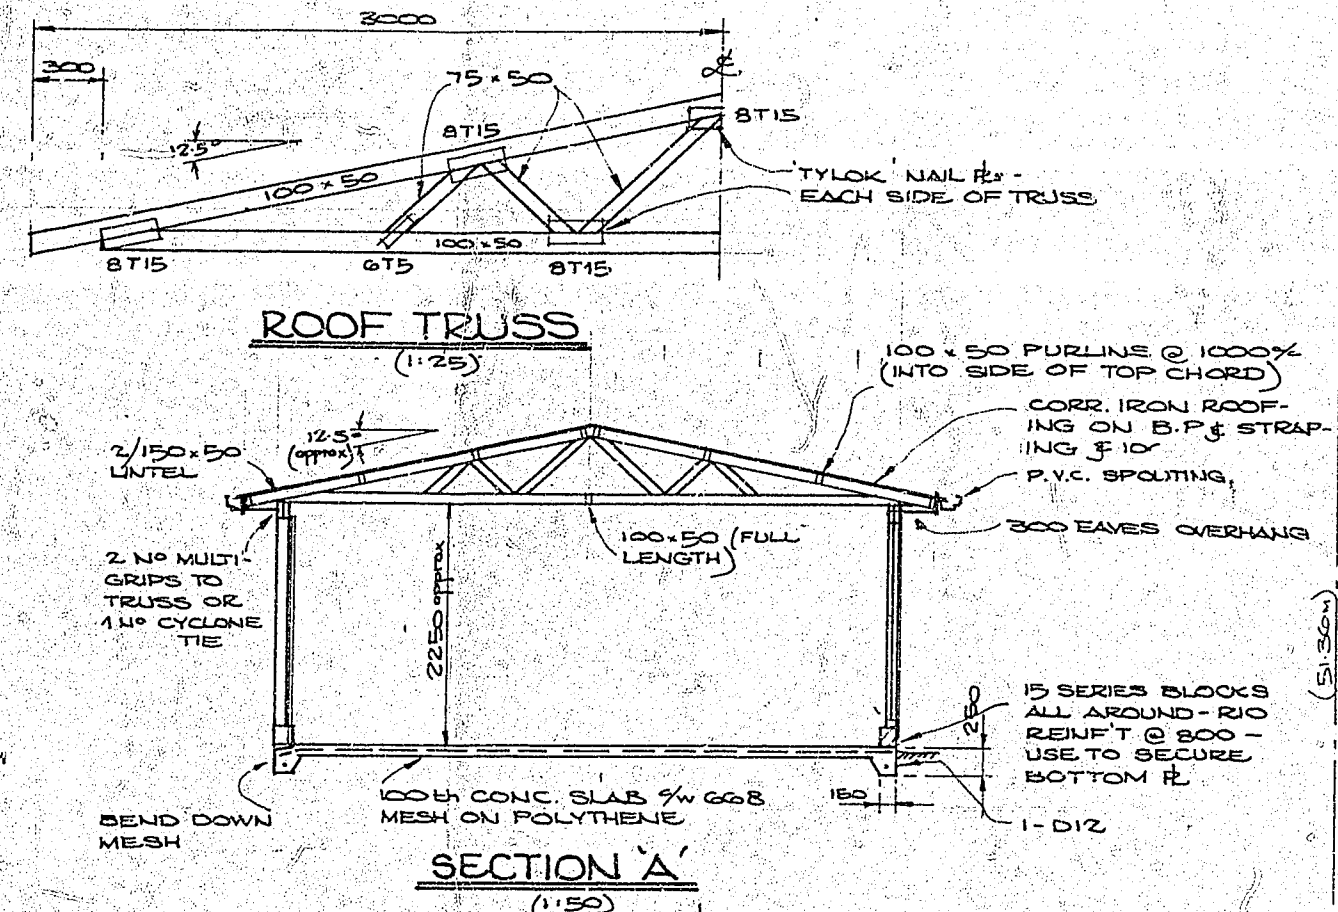 3000
300
75 x 50
8T15
8T15
12.5°
100 x 50
'TYLOK' NAIL PLs -
EACH SIDE OF TRUSS
100 x 50
8T15
6T5
8T15
ROOF TRUSS
(1:25)
100 x 50 PURLINS @ 1000 %
(INTO SIDE OF TOP CHORD)
CORR. IRON ROOF-
ING ON B.P & STRAP-
ING
P.V.C. SPOUTING.
300 EAVES OVERHANG
12.5°
(approx)
2/150 x 50
LINTEL
100 x 50 (FULL
LENGTH)
2 No MULTI-
GRIPS TO
TRUSS OR
1 No CYCLONE
TIE
2250 approx
(51.36m)
250
15 SERIES BLOCKS
ALL AROUND - R10
REINF'T @ 800 -
USE TO SECURE
BOTTOM PL
150
1-D12
100 th CONC. SLAB c/w 668
MESH ON POLYTHENE
BEND DOWN
MESH
SECTION 'A'
(1:50)